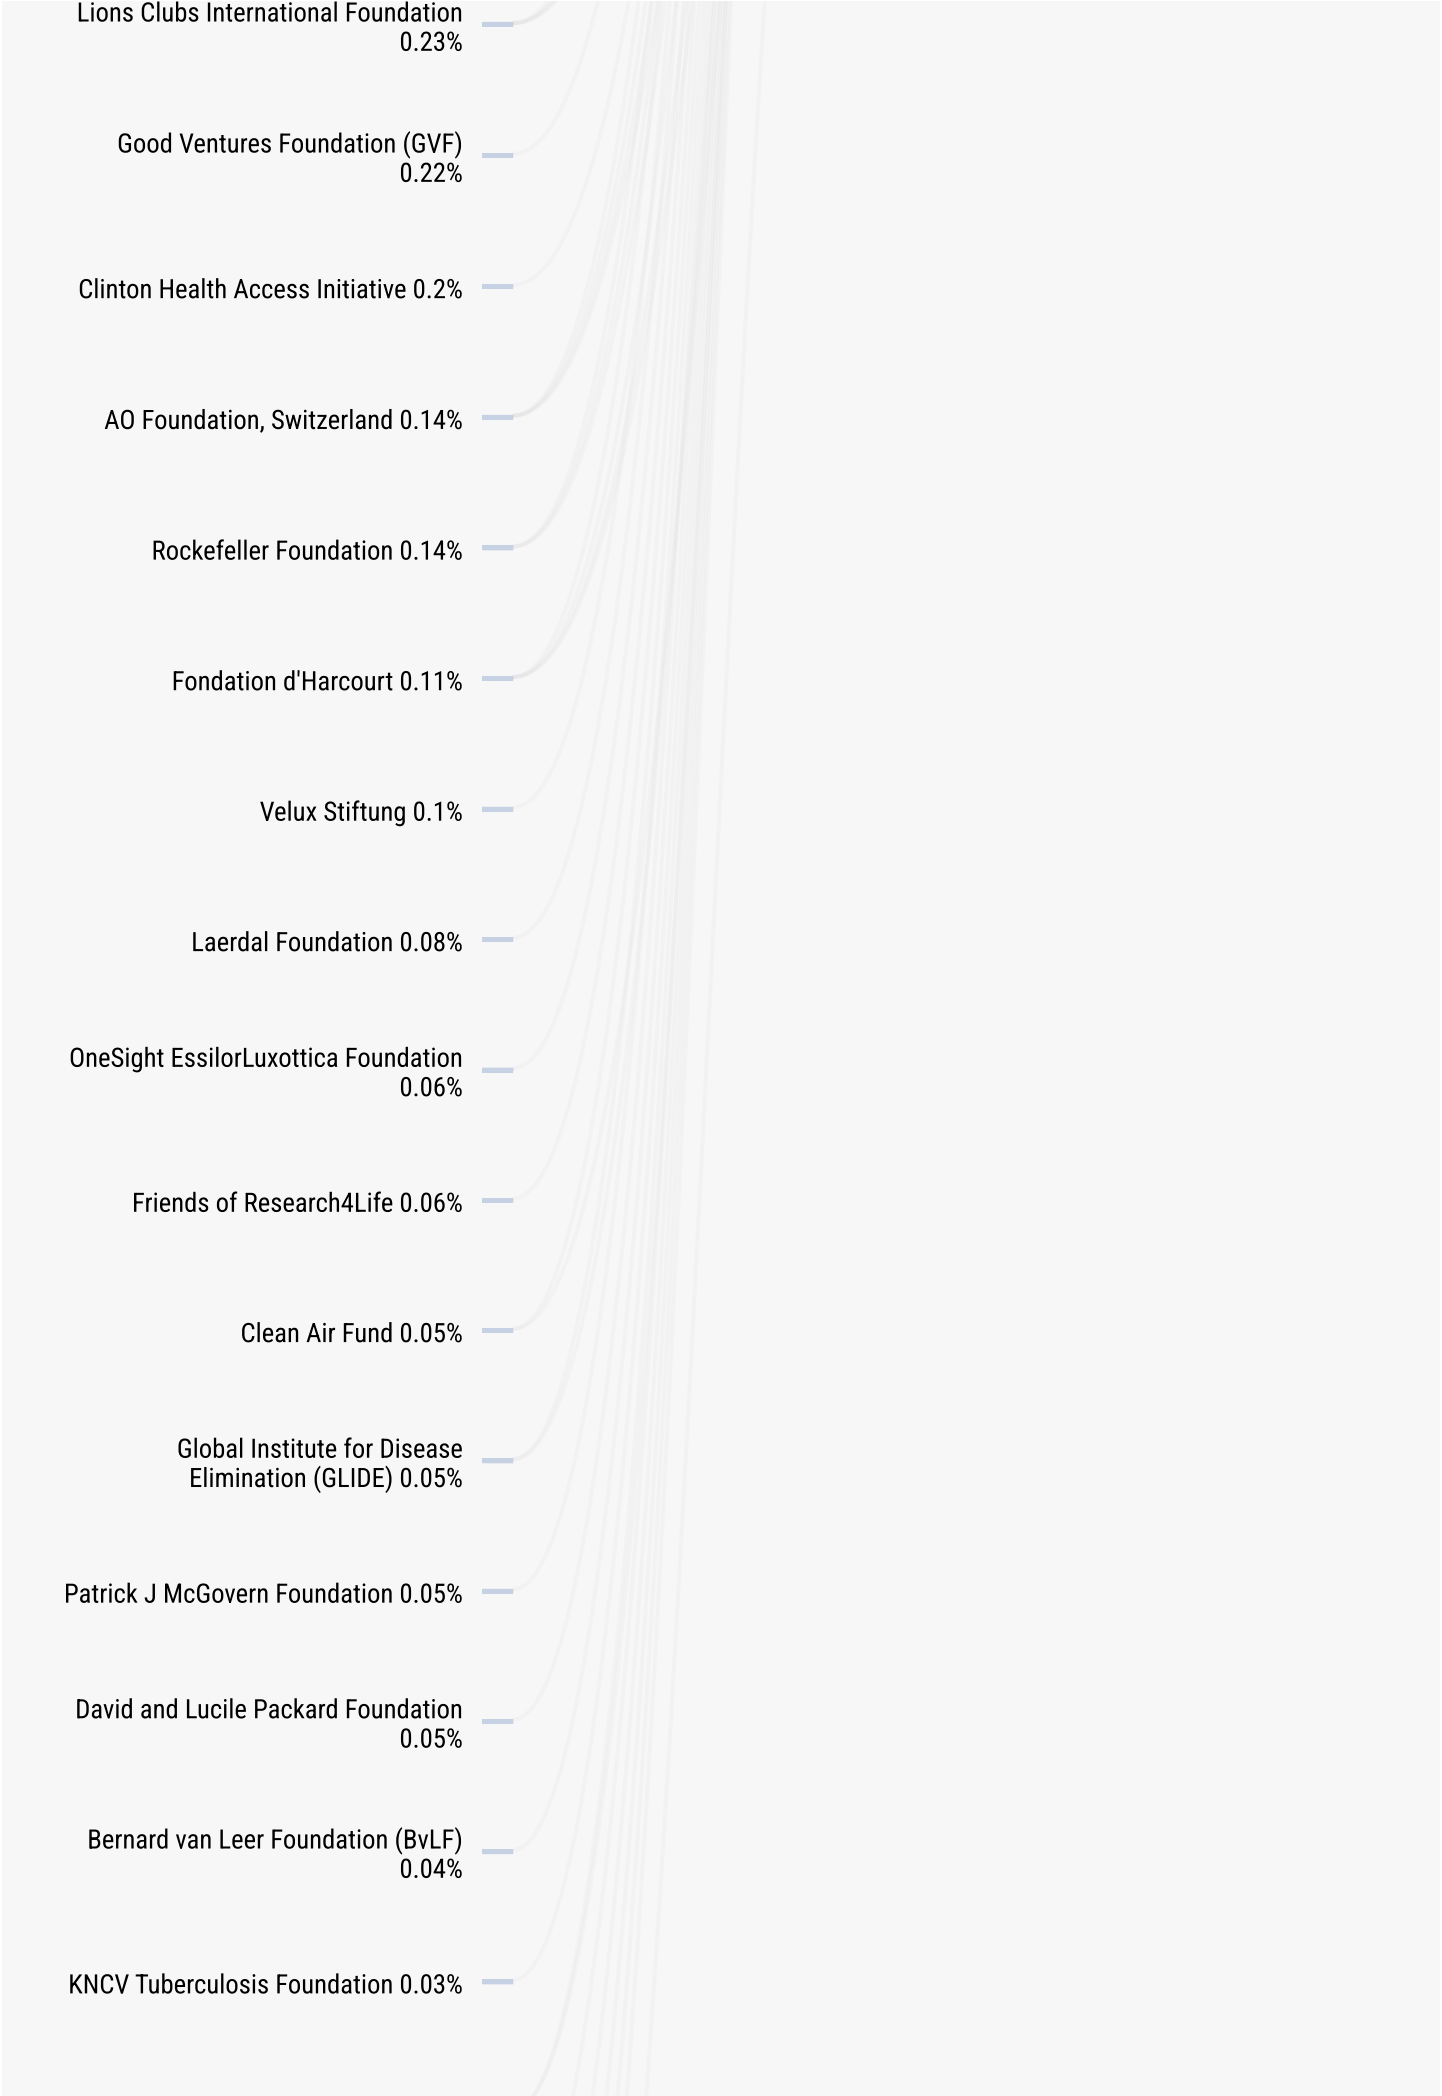 Lions Clubs International Foundation
0.23%
Good Ventures Foundation (GVF)
0.22%
Clinton Health Access Initiative 0.2%
AO Foundation, Switzerland 0.14%
Rockefeller Foundation 0.14%
Fondation d'Harcourt 0.11%
Velux Stiftung 0.1%
Laerdal Foundation 0.08%
OneSight EssilorLuxottica Foundation
0.06%
Friends of Research4Life 0.06%
Clean Air Fund 0.05%
Global Institute for Disease
Elimination (GLIDE) 0.05%
Patrick J McGovern Foundation 0.05%
David and Lucile Packard Foundation
0.05%
Bernard van Leer Foundation (BvLF)
0.04%
KNCV Tuberculosis Foundation 0.03%